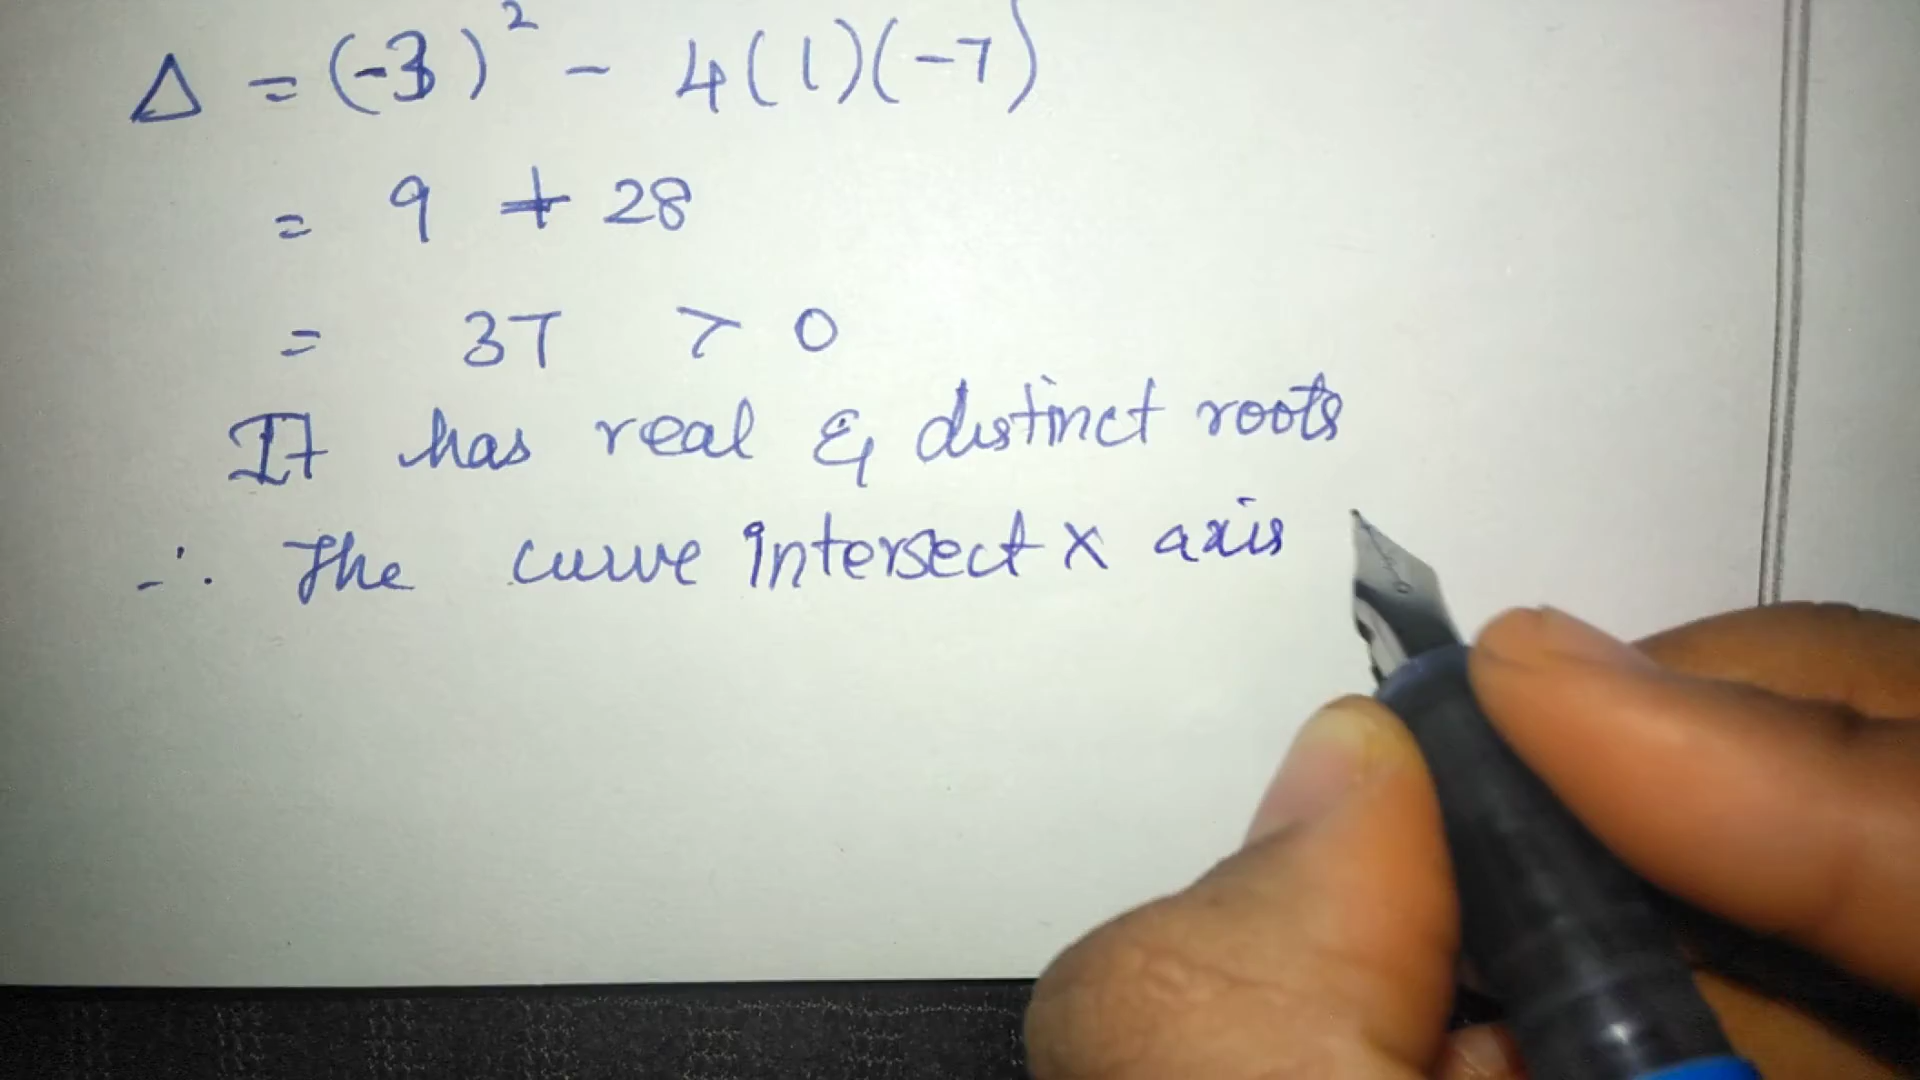 Δ = (-3)² - 4(1)(-7)
= 9 + 28
= 37 > 0
It has real & distinct roots
∴ The curve intersect x axis